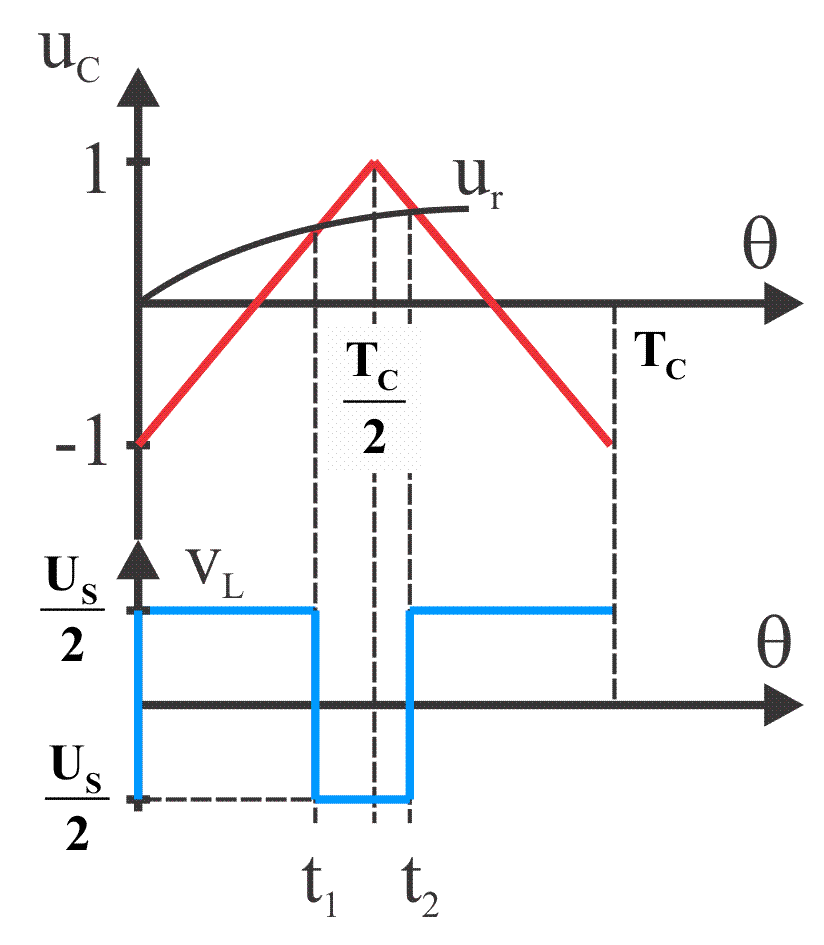 u_C
1
u_r
θ
T_C
2
T_C
-1
U_S
2
v_L
θ
U_S
2
t_1
t_2